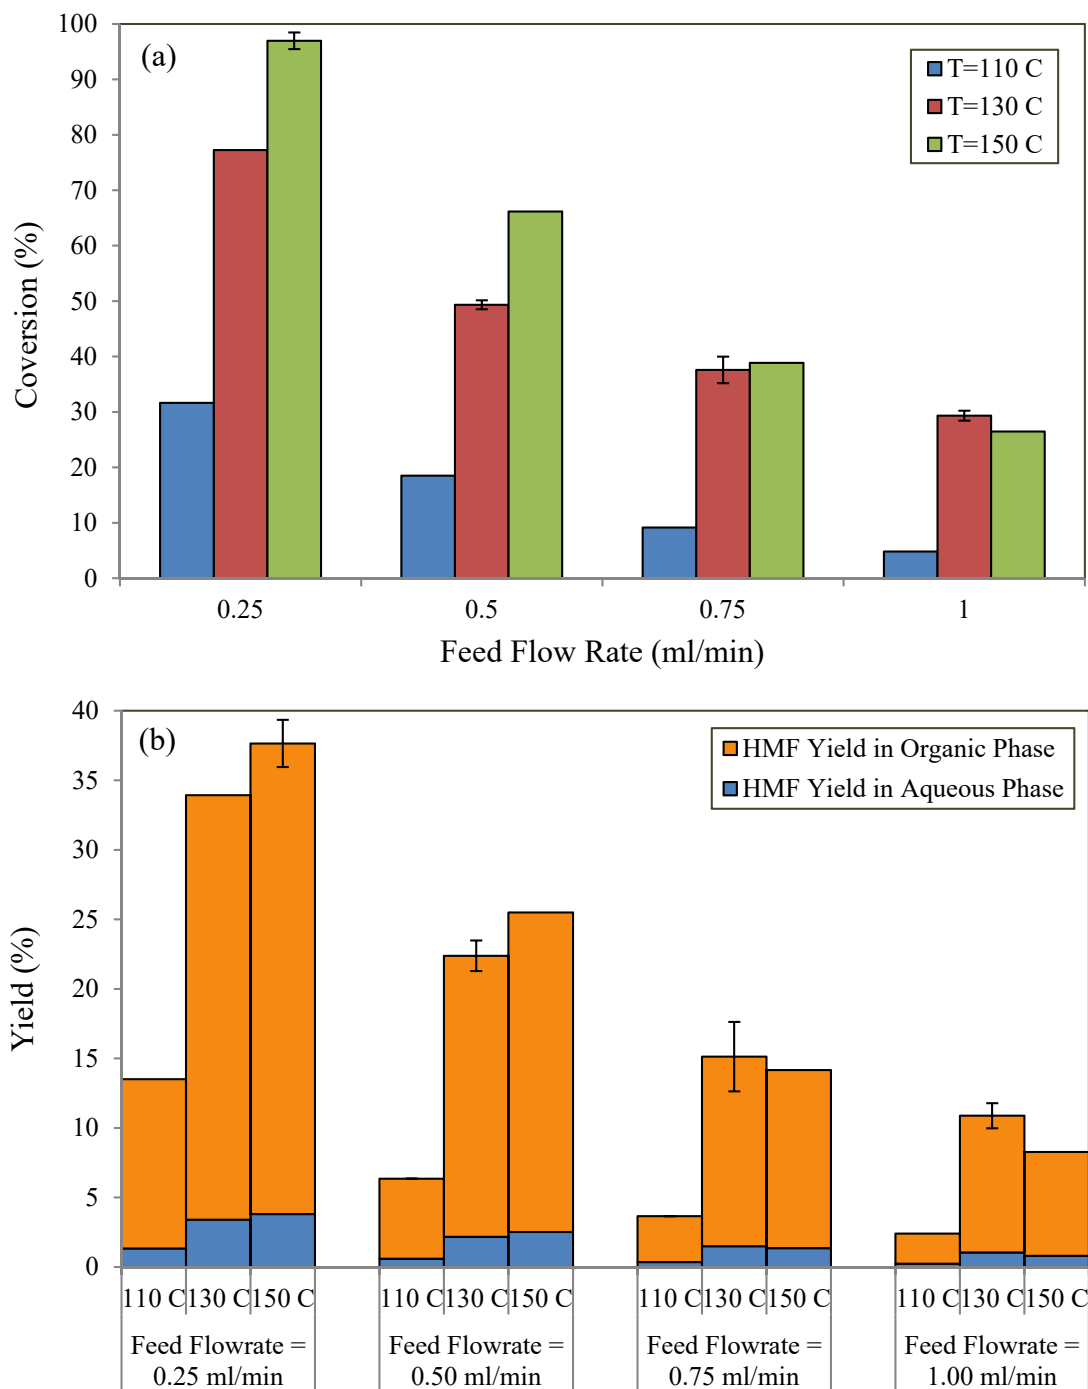 100
90
80
70
60
50
40
30
20
10
0
(a)
T=110 C
T=130 C
T=150 C
Coversion (%)
0.25 0.5 0.75 1
Feed Flow Rate (ml/min)
40
35
30
25
20
15
10
5
0
(b)
HMF Yield in Organic Phase
HMF Yield in Aqueous Phase
Yield (%)
110 C 130 C 150 C 110 C 130 C 150 C 110 C 130 C 150 C 110 C 130 C 150 C
Feed Flowrate = Feed Flowrate = Feed Flowrate = Feed Flowrate =
0.25 ml/min 0.50 ml/min 0.75 ml/min 1.00 ml/min